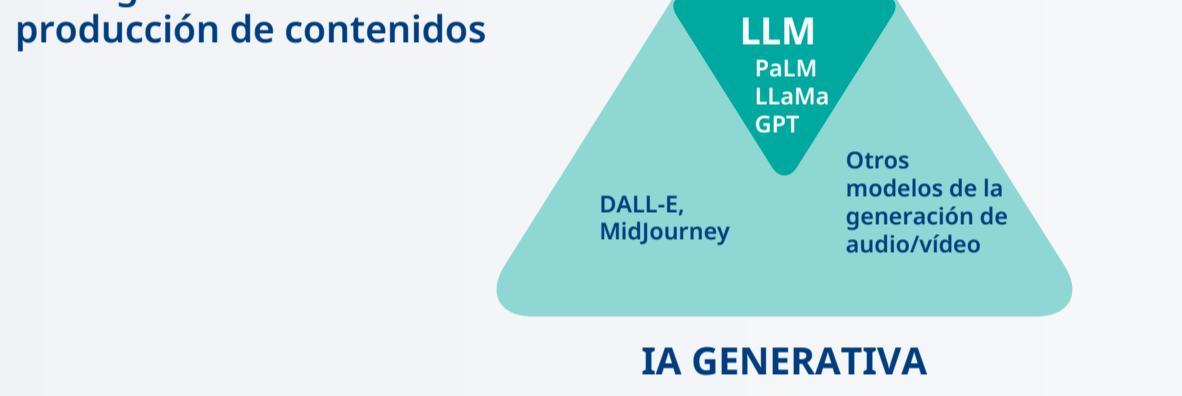 producción de contenidos
LLM
PaLM
LLaMa
GPT
DALL-E,
MidJourney
Otros
modelos de la
generación de
audio/vídeo
IA GENERATIVA